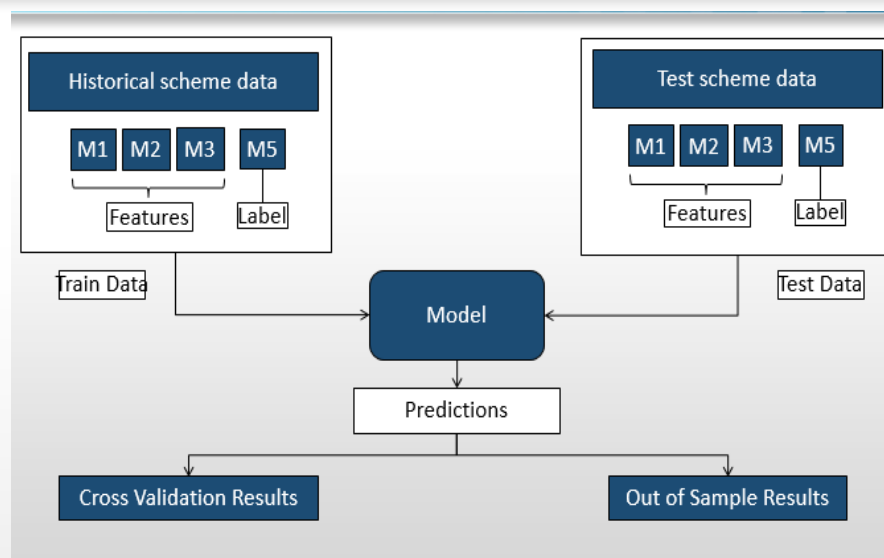 Historical scheme data
M1 M2 M3 M5
Features Label
Train Data
Test scheme data
M1 M2 M3 M5
Features Label
Test Data
Model
Predictions
Cross Validation Results
Out of Sample Results